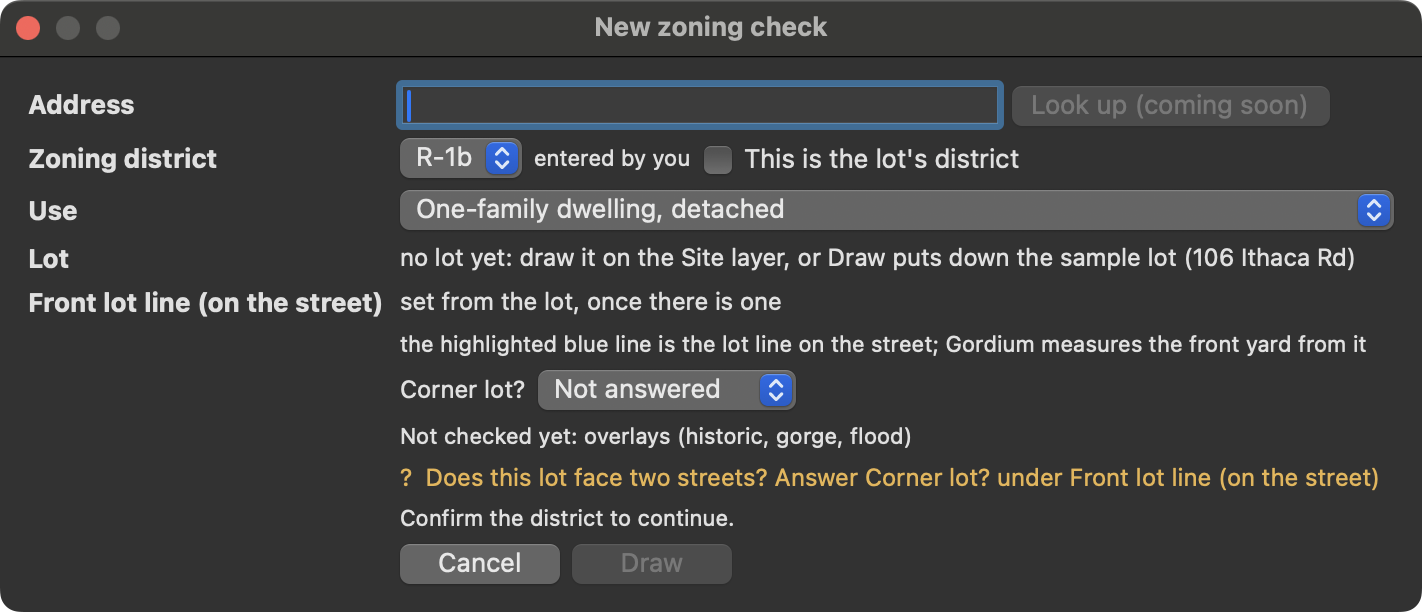 New zoning check
Address
Look up (coming soon)
Zoning district
R-1b
entered by you
This is the lot's district
Use
One-family dwelling, detached
Lot
no lot yet: draw it on the Site layer, or Draw puts down the sample lot (106 Ithaca Rd)
Front lot line (on the street)
set from the lot, once there is one
the highlighted blue line is the lot line on the street; Gordium measures the front yard from it
Corner lot?
Not answered
Not checked yet: overlays (historic, gorge, flood)
? Does this lot face two streets? Answer Corner lot? under Front lot line (on the street)
Confirm the district to continue.
Cancel
Draw